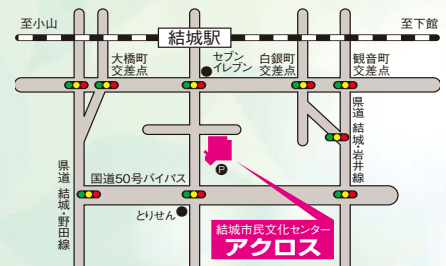 至小山
至下館
結城駅
大橋町
交差点
セブン
イレブン
白銀町
交差点
観音町
交差点
県道 結城・岩井線
県道 結城・野田線
国道50号バイパス
P
とりせん
結城市民文化センター
アクロス